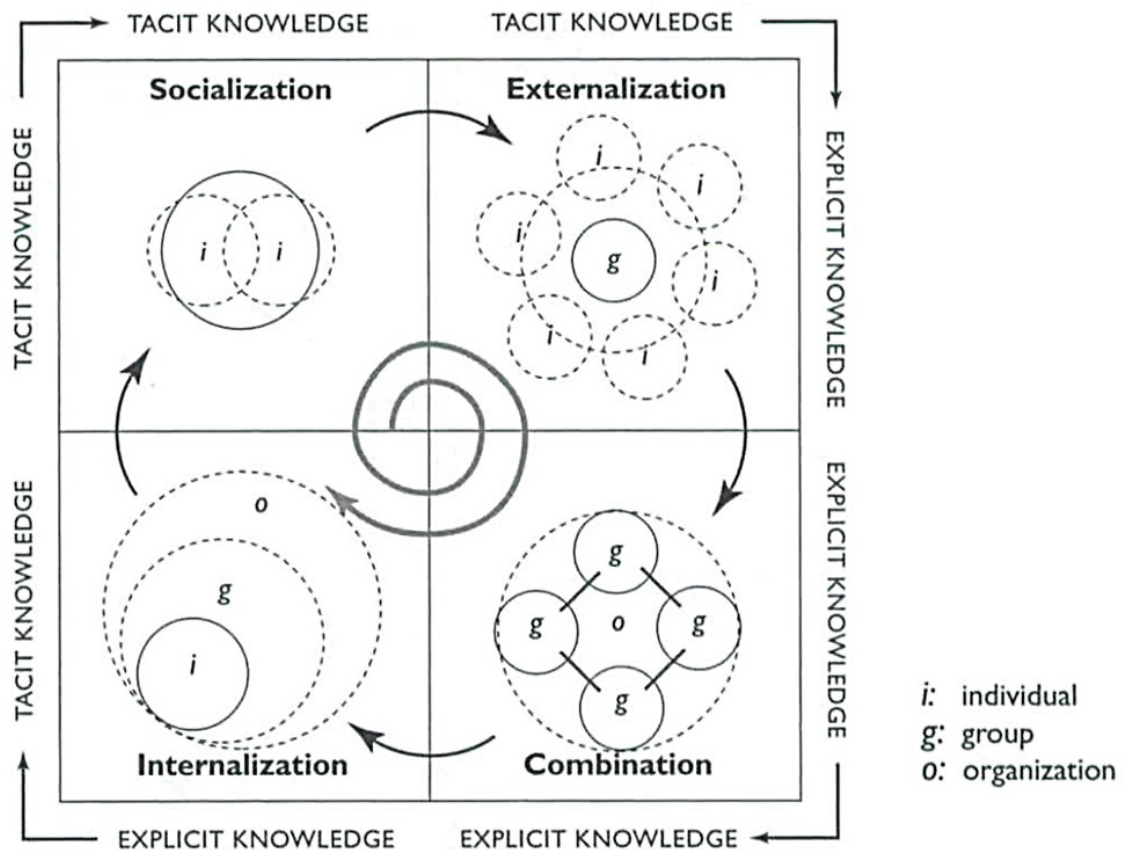 TACIT KNOWLEDGE
TACIT KNOWLEDGE
Socialization
Externalization
TACIT KNOWLEDGE
EXPLICIT KNOWLEDGE
i
i
i
i
i
g
i
i
i
TACIT KNOWLEDGE
EXPLICIT KNOWLEDGE
o
g
i
g
g
o
g
g
Internalization
Combination
EXPLICIT KNOWLEDGE
EXPLICIT KNOWLEDGE
i: individual
g: group
o: organization